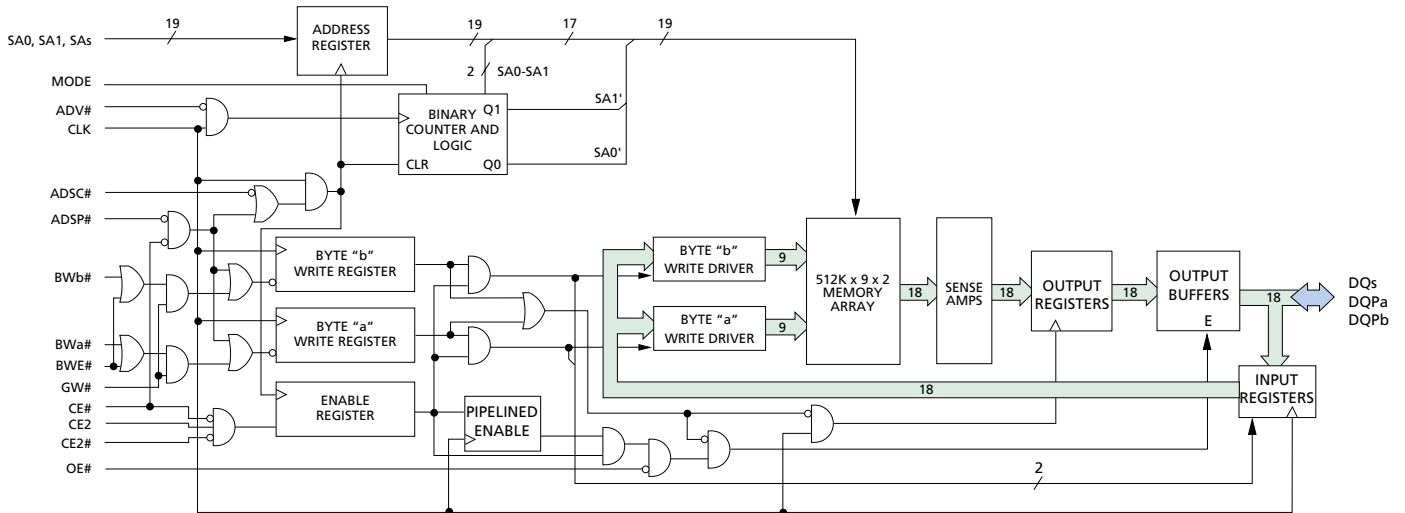 19
ADDRESS
REGISTER
19
17
19
SA0, SA1, SAs
2
SA0-SA1
MODE
ADV#
CLK
BINARY
COUNTER AND
LOGIC
Q1
SA1'
CLR
Q0
SA0'
ADSC#
ADSP#
BYTE “b”
WRITE REGISTER
BYTE “b”
WRITE DRIVER
9
BWb#
512K x 9 x 2
MEMORY
ARRAY
18
SENSE
AMPS
18
OUTPUT
REGISTERS
18
OUTPUT
BUFFERS
E
18
DQs
DQPa
DQPb
BYTE “a”
WRITE REGISTER
BYTE “a”
WRITE DRIVER
9
BWa#
BWE#
GW#
CE#
CE2
CE2#
OE#
ENABLE
REGISTER
PIPELINED
ENABLE
18
INPUT
REGISTERS
2